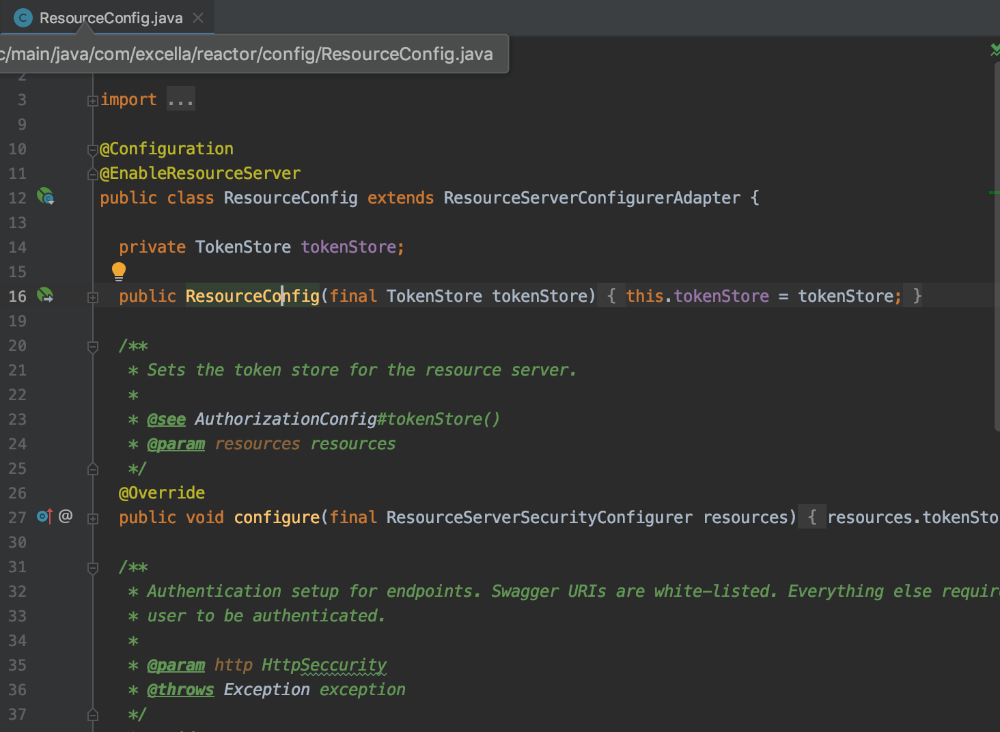 ResourceConfig.java
c/main/java/com/excella/reactor/config/ResourceConfig.java
2
3 import ...
9
10 @Configuration
11 @EnableResourceServer
12 public class ResourceConfig extends ResourceServerConfigurerAdapter {
13
14 private TokenStore tokenStore;
15
16 public ResourceConfig(final TokenStore tokenStore) { this.tokenStore = tokenStore; }
19
20 /**
21 * Sets the token store for the resource server.
22 *
23 * @see AuthorizationConfig#tokenStore()
24 * @param resources resources
25 */
26 @Override
27 @ public void configure(final ResourceServerSecurityConfigurer resources) { resources.tokenSto
30
31 /**
32 * Authentication setup for endpoints. Swagger URIs are white-listed. Everything else requir
33 * user to be authenticated.
34 *
35 * @param http HttpSeccurity
36 * @throws Exception exception
37 */